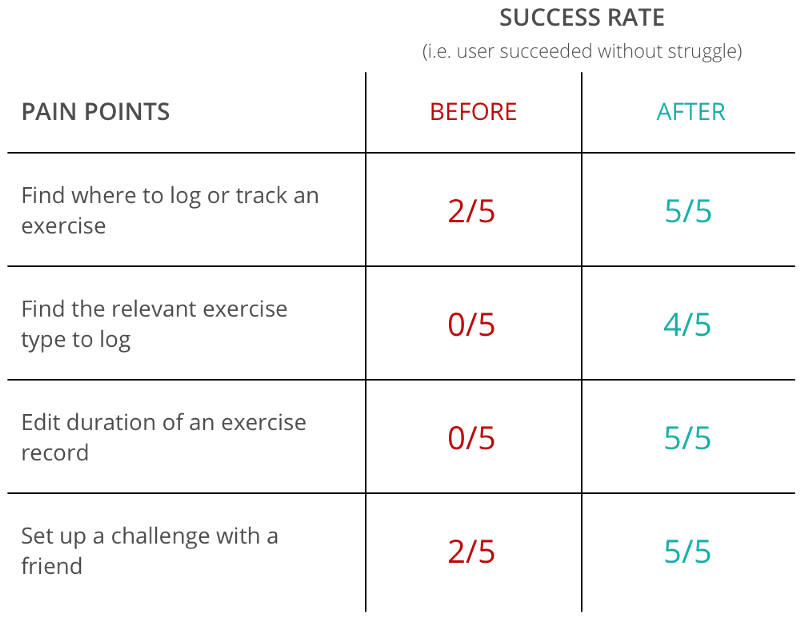 SUCCESS RATE
(i.e. user succeeded without struggle)
PAIN POINTS
BEFORE
AFTER
Find where to log or track an
exercise
2/5
5/5
Find the relevant exercise
type to log
0/5
4/5
Edit duration of an exercise
record
0/5
5/5
Set up a challenge with a
friend
2/5
5/5